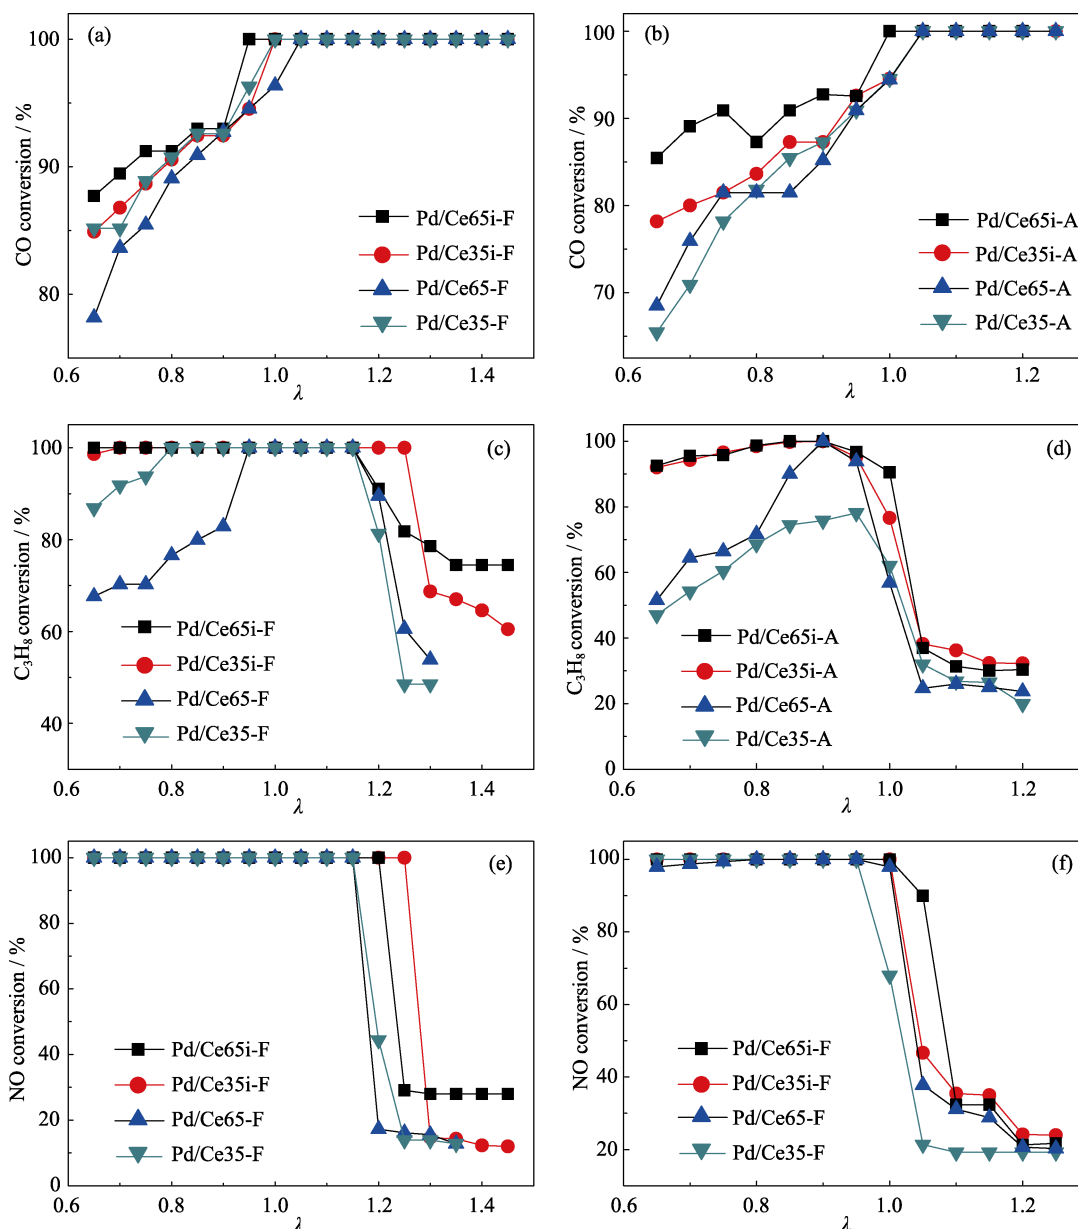 (a)
CO conversion / %
100
90
80
Pd/Ce65i-F
Pd/Ce35i-F
Pd/Ce65-F
Pd/Ce35-F
0.6 0.8 1.0 1.2 1.4
λ
(b)
CO conversion / %
100
90
80
70
Pd/Ce65i-A
Pd/Ce35i-A
Pd/Ce65-A
Pd/Ce35-A
0.6 0.8 1.0 1.2
λ
(c)
C₃H₈ conversion / %
100
80
60
40
Pd/Ce65i-F
Pd/Ce35i-F
Pd/Ce65-F
Pd/Ce35-F
0.6 0.8 1.0 1.2 1.4
λ
(d)
C₃H₈ conversion / %
100
80
60
40
20
0
Pd/Ce65i-A
Pd/Ce35i-A
Pd/Ce65-A
Pd/Ce35-A
0.6 0.8 1.0 1.2
λ
(e)
NO conversion / %
100
80
60
40
20
0
Pd/Ce65i-F
Pd/Ce35i-F
Pd/Ce65-F
Pd/Ce35-F
0.6 0.8 1.0 1.2 1.4
λ
(f)
NO conversion / %
100
80
60
40
20
Pd/Ce65i-F
Pd/Ce35i-F
Pd/Ce65-F
Pd/Ce35-F
0.6 0.8 1.0 1.2
λ